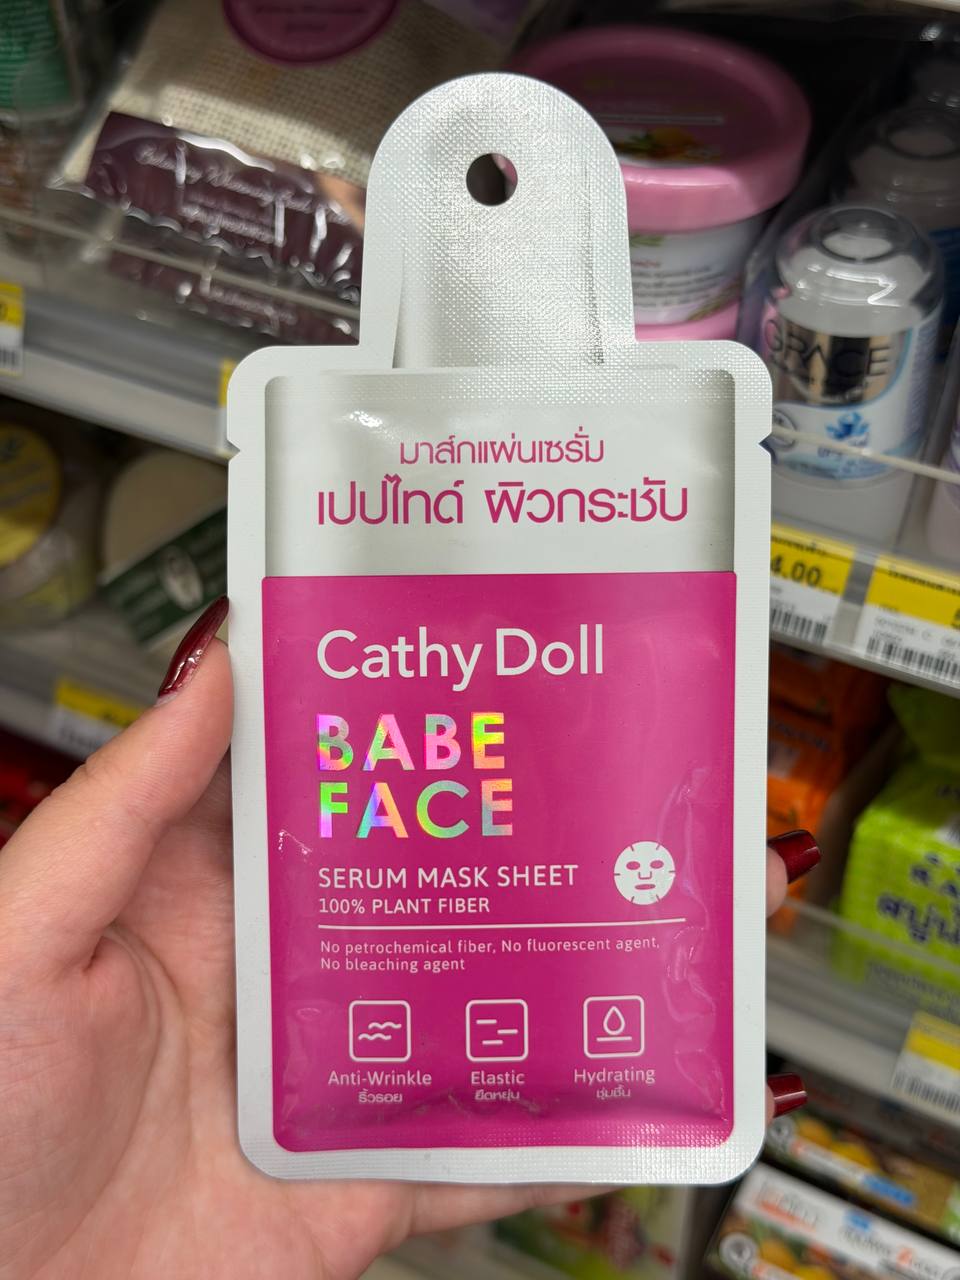 มาส์กแผ่นเซรั่ม
เปปไทด์ ผิวกระชับ
Cathy Doll
BABE
FACE
SERUM MASK SHEET
100% PLANT FIBER
No petrochemical fiber, No fluorescent agent,
No bleaching agent
Anti-Wrinkle
ริ้วรอย
Elastic
ยืดหยุ่น
Hydrating
ชุ่มชื้น
GRACE
4.00